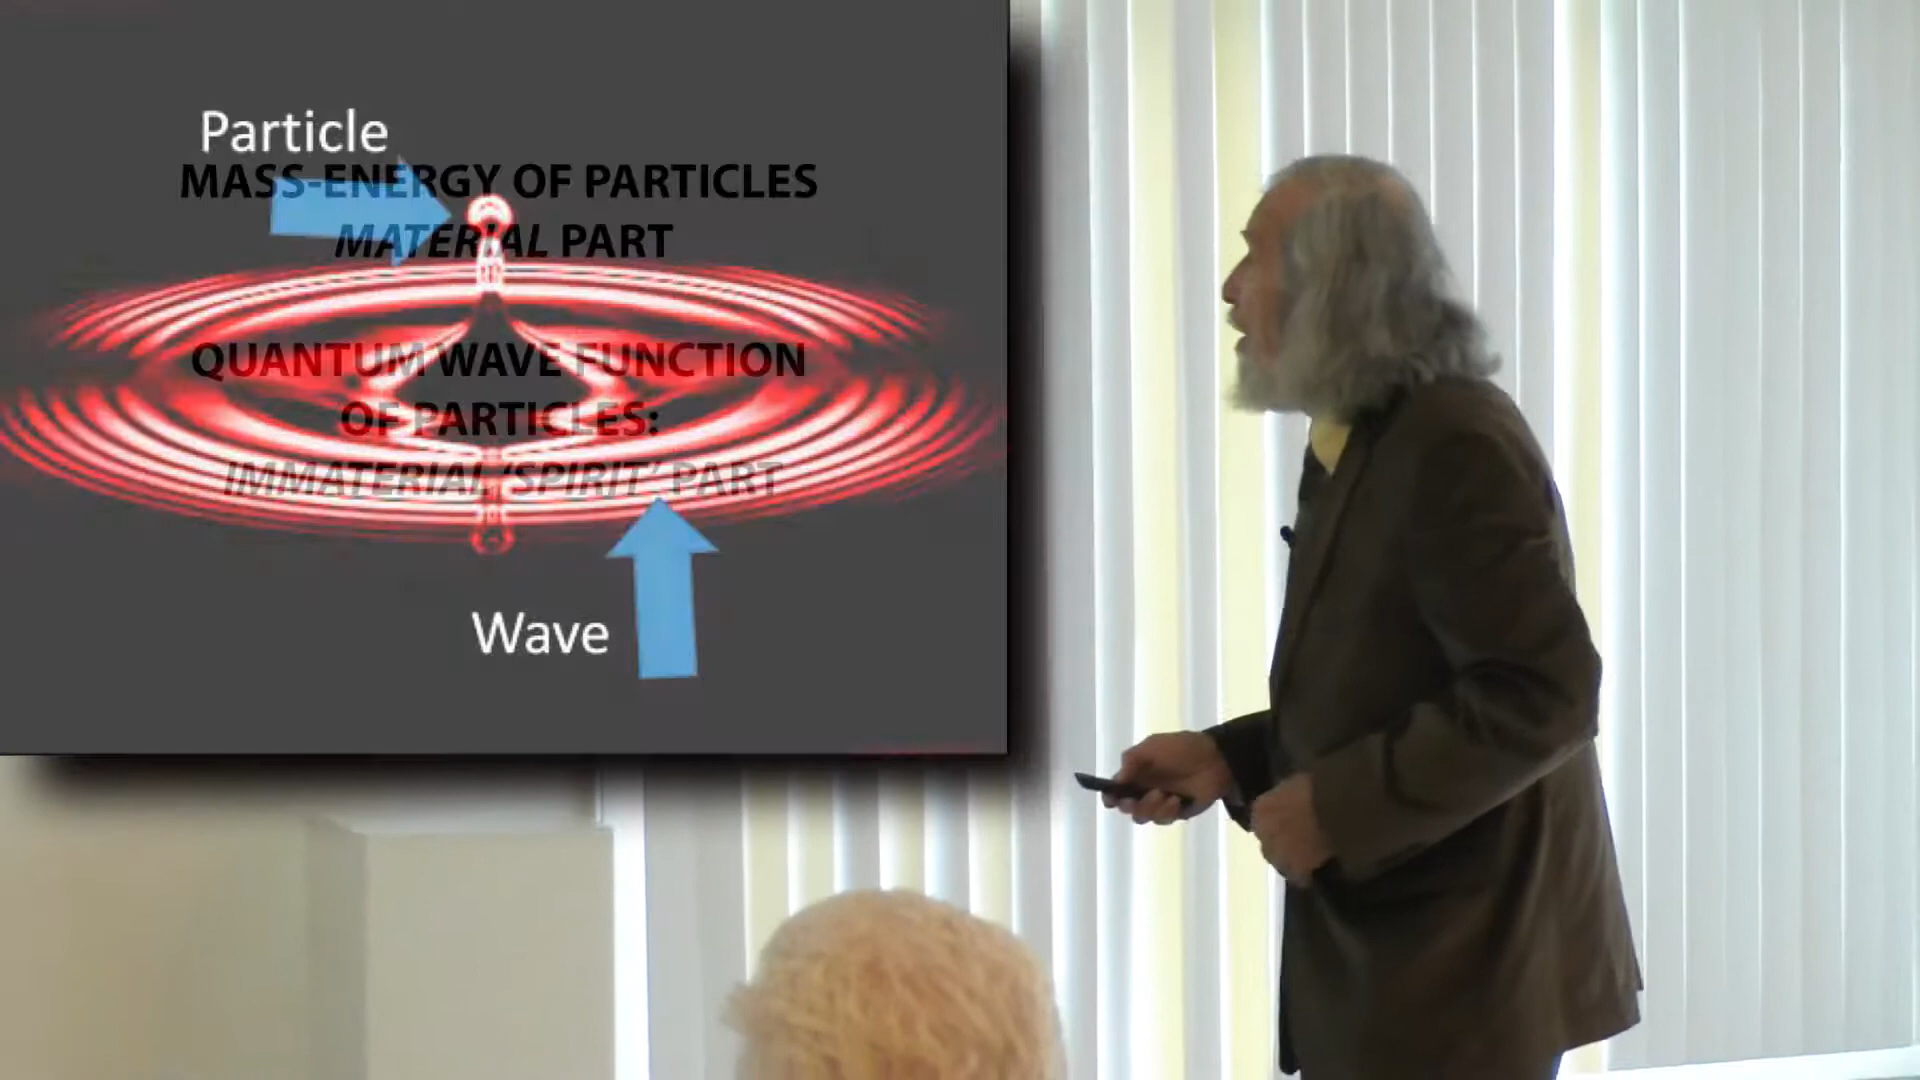 Particle
MASS-ENERGY OF PARTICLES
MATERIAL PART
QUANTUM WAVE FUNCTION
OF PARTICLES:
IMMATERIAL ‘SPIRIT’ PART
Wave